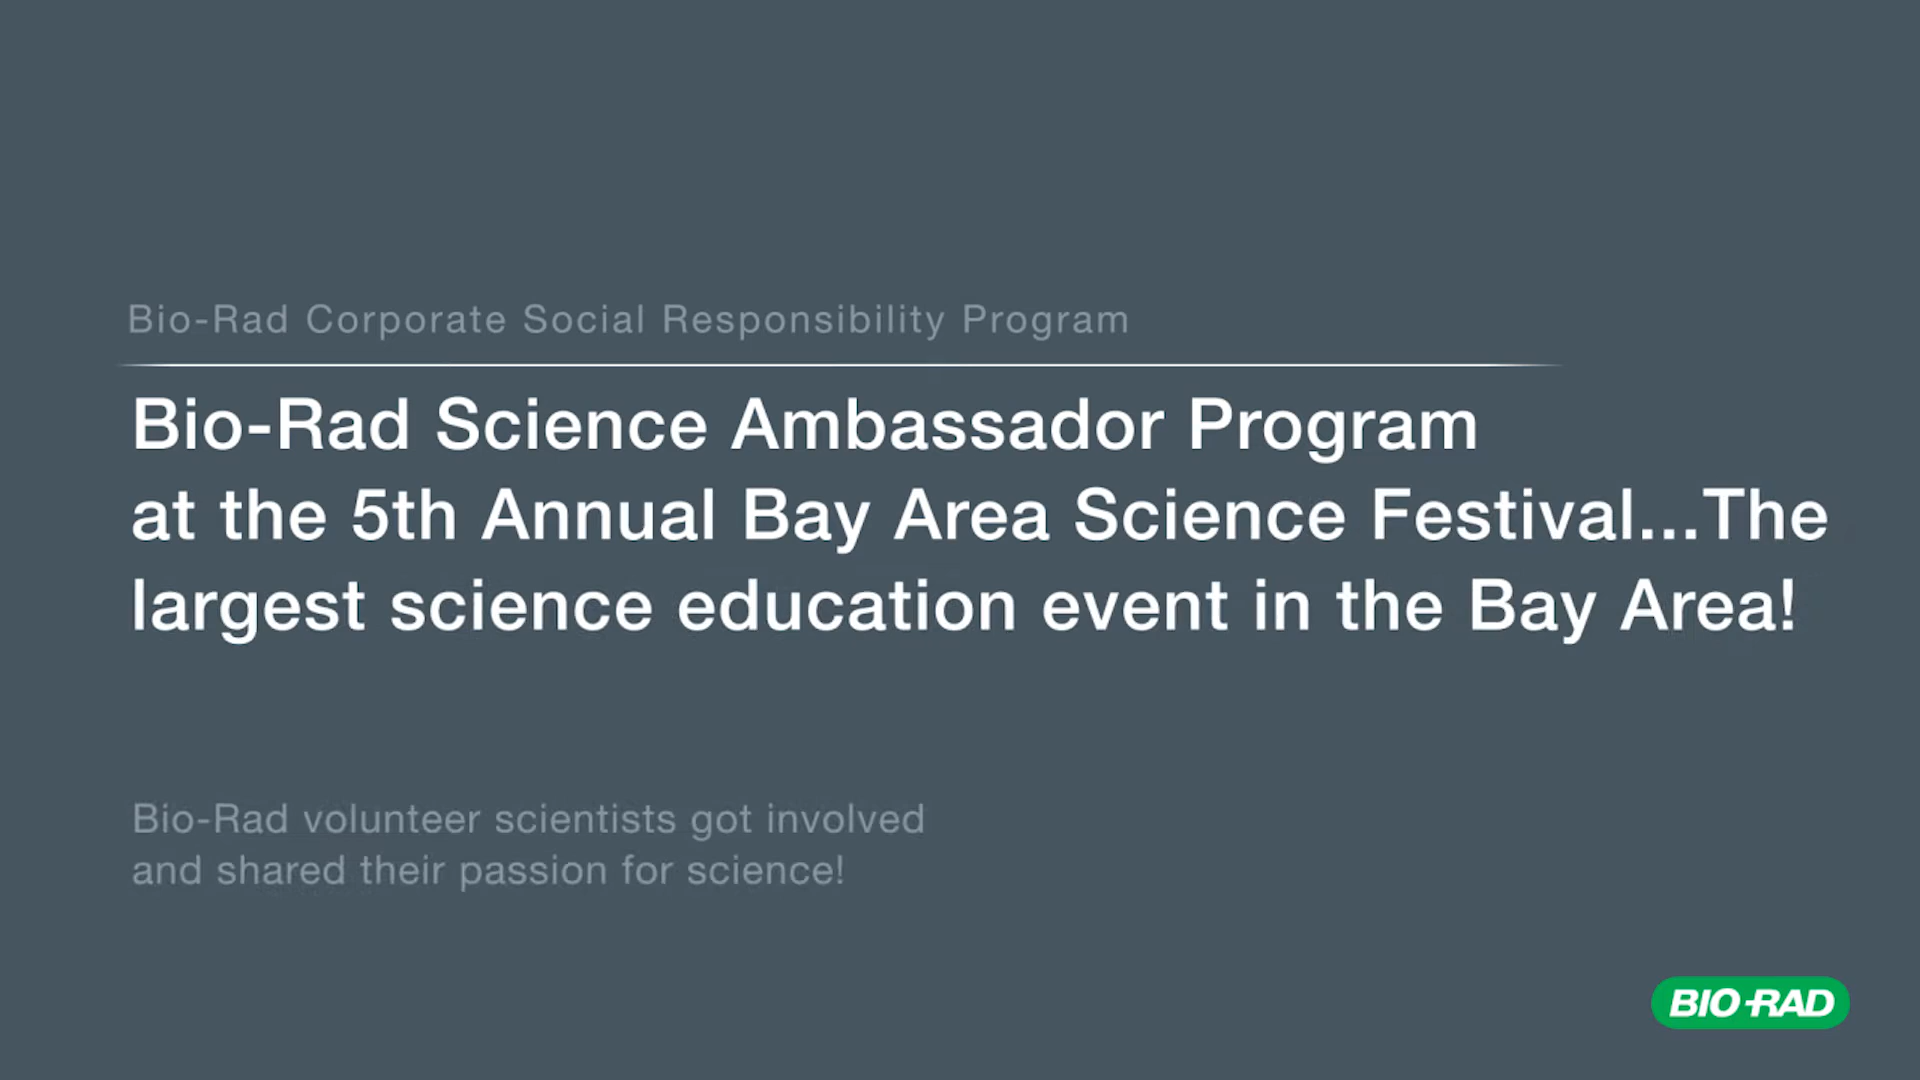 Bio-Rad Corporate Social Responsibility Program
Bio-Rad Science Ambassador Program
at the 5th Annual Bay Area Science Festival...The
largest science education event in the Bay Area!
Bio-Rad volunteer scientists got involved
and shared their passion for science!
BIO-RAD